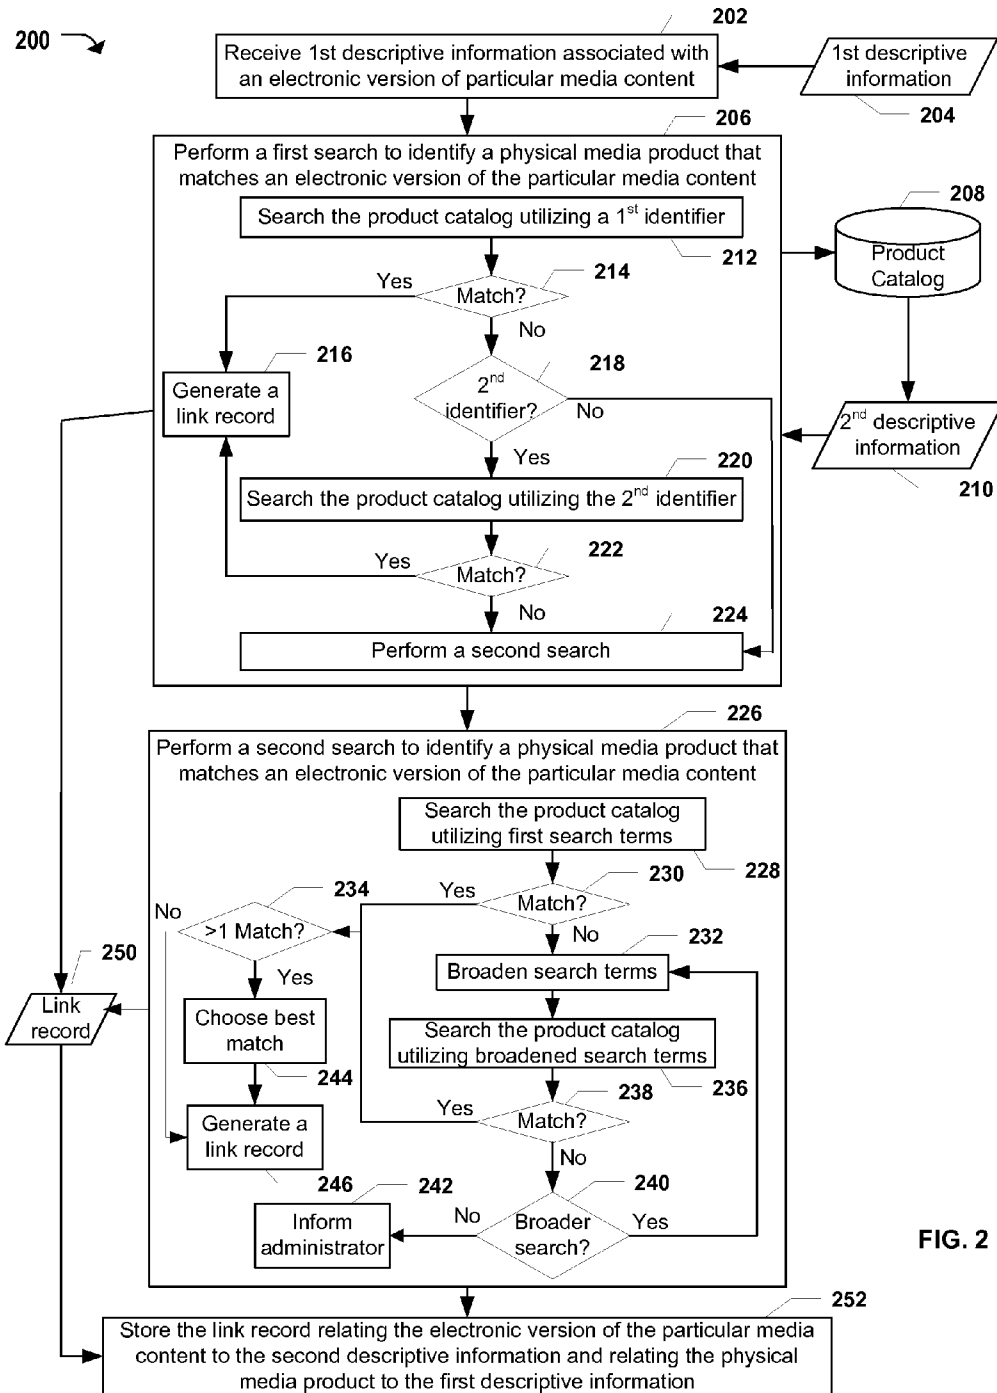 200
202
Receive 1st descriptive information associated with
an electronic version of particular media content
1st descriptive
information
204
206
Perform a first search to identify a physical media product that
matches an electronic version of the particular media content
Search the product catalog utilizing a 1st identifier
212
208
Product
Catalog
Yes
Match?
214
No
216
Generate a
link record
218
2nd
identifier?
No
Yes
2nd descriptive
information
210
220
Search the product catalog utilizing the 2nd identifier
Yes
Match?
222
No
224
Perform a second search
226
Perform a second search to identify a physical media product that
matches an electronic version of the particular media content
Search the product catalog
utilizing first search terms
228
230
Yes
Match?
No
234
No
>1 Match?
Yes
232
Broaden search terms
250
Link
record
Choose best
match
244
Search the product catalog
utilizing broadened search terms
236
238
Yes
Match?
No
Generate a
link record
246
242
Inform
administrator
240
No
Broader
search?
Yes
FIG. 2
252
Store the link record relating the electronic version of the particular media
content to the second descriptive information and relating the physical
media product to the first descriptive information